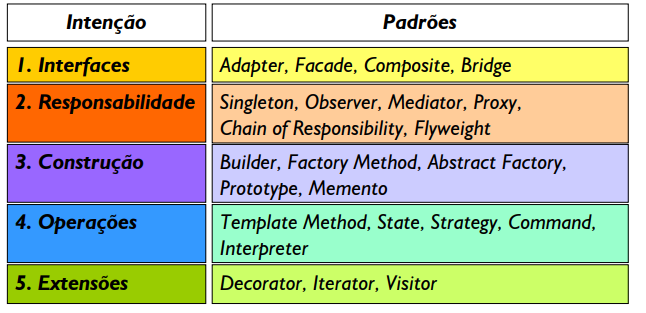 Intenção
Padrões
1. Interfaces
Adapter, Facade, Composite, Bridge
2. Responsabilidade
Singleton, Observer, Mediator, Proxy,
Chain of Responsibility, Flyweight
3. Construção
Builder, Factory Method, Abstract Factory,
Prototype, Memento
4. Operações
Template Method, State, Strategy, Command,
Interpreter
5. Extensões
Decorator, Iterator, Visitor